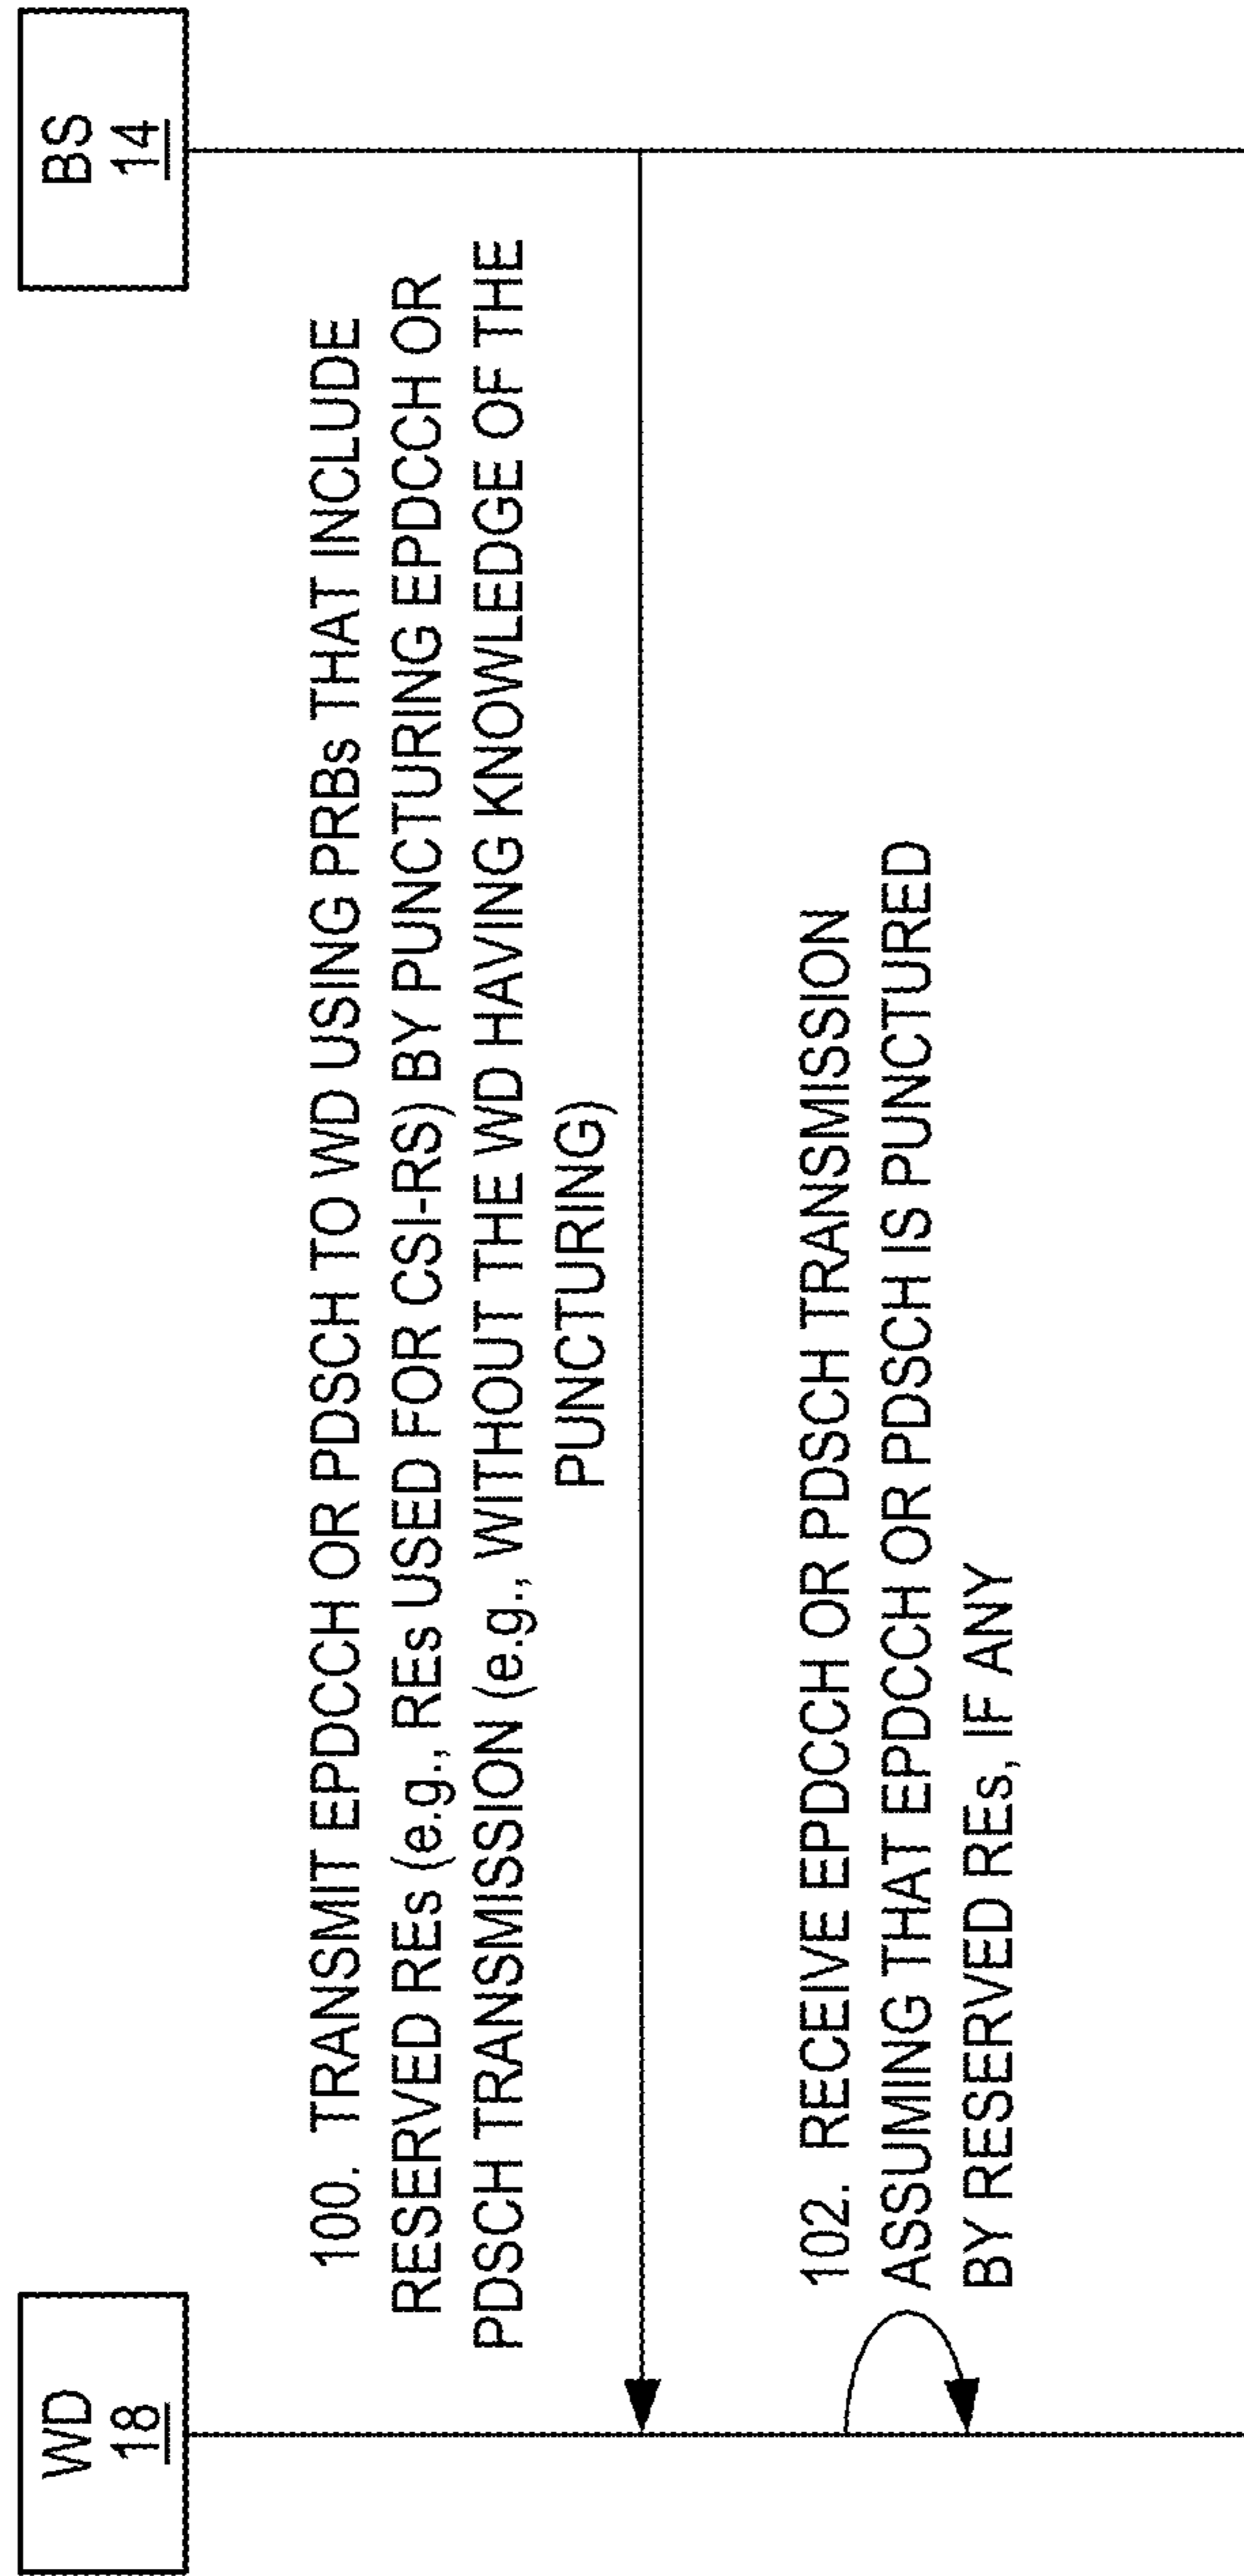 WD
18
BS
14
100. TRANSMIT EPDCCH OR PDSCH TO WD USING PRBs THAT INCLUDE
RESERVED REs (e.g., REs USED FOR CSI-RS) BY PUNCTURING EPDCCH OR
PDSCH TRANSMISSION (e.g., WITHOUT THE WD HAVING KNOWLEDGE OF THE
PUNCTURING)
102. RECEIVE EPDCCH OR PDSCH TRANSMISSION
ASSUMING THAT EPDCCH OR PDSCH IS PUNCTURED
BY RESERVED REs, IF ANY